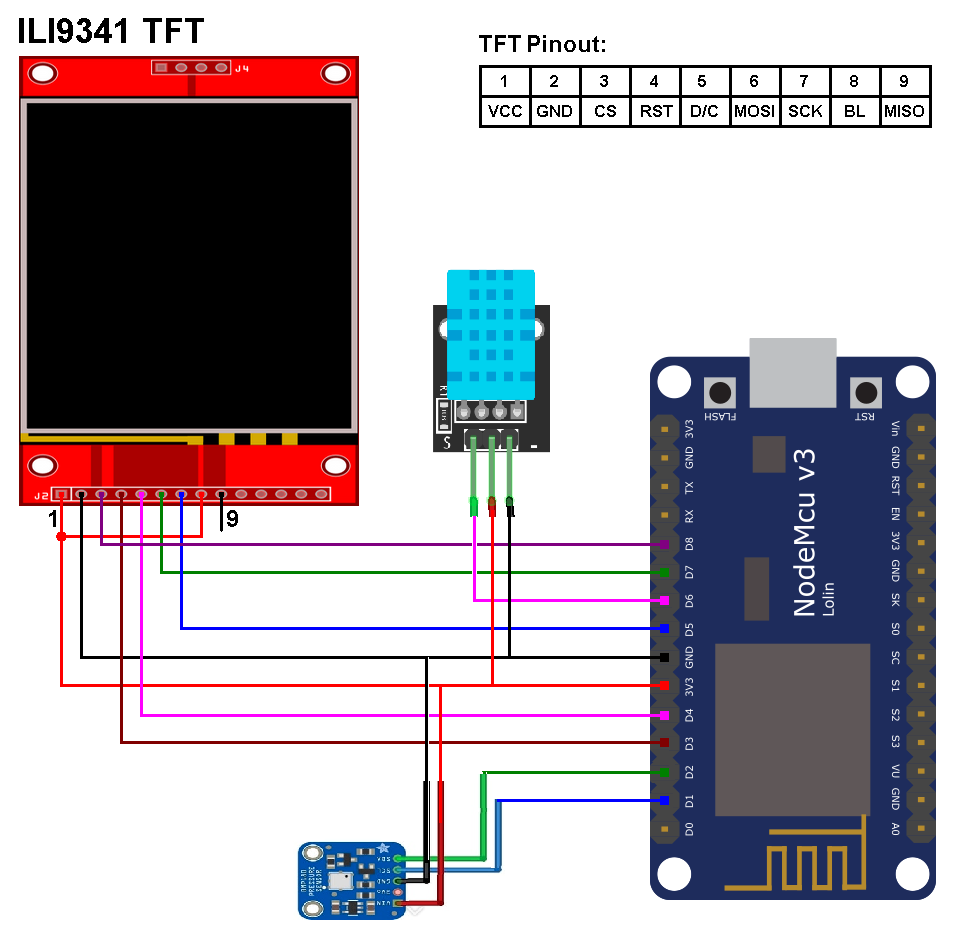 ILI9341 TFT
TFT Pinout:
1 2 3 4 5 6 7 8 9
VCC GND CS RST D/C MOSI SCK BL MISO
J4
J2
1
9
R1
S
-
FLASH
RST
3V3
GND
TX
RX
D8
D7
D6
D5
GND
3V3
D4
D3
D2
D1
D0
NodeMcu v3
Lolin
Vin
GND
RST
EN
3V3
GND
SK
S0
SC
S1
S2
S3
VU
GND
A0
PRESSURE
SENSOR
SDA
SCL
GND
VIN